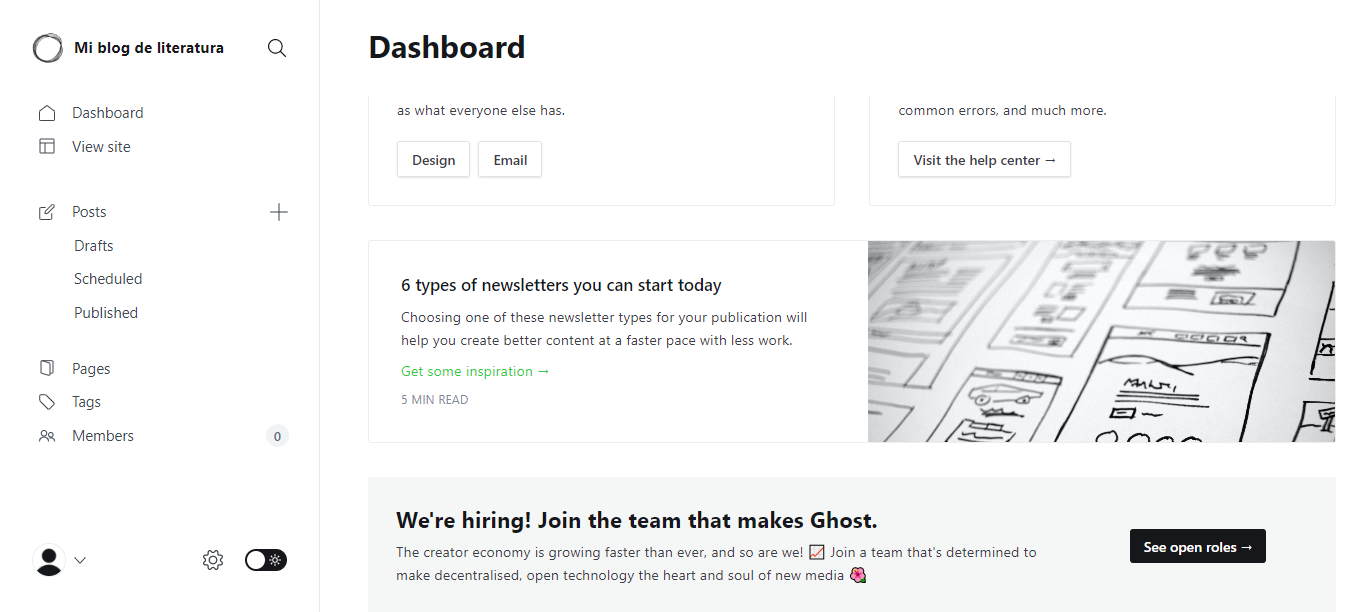 Mi blog de literatura
Dashboard
View site
Posts
Drafts
Scheduled
Published
Pages
Tags
Members 0
Dashboard
as what everyone else has.
Design Email
common errors, and much more.
Visit the help center →
6 types of newsletters you can start today
Choosing one of these newsletter types for your publication will
help you create better content at a faster pace with less work.
Get some inspiration →
5 MIN READ
We're hiring! Join the team that makes Ghost.
The creator economy is growing faster than ever, and so are we! 📈 Join a team that's determined to
make decentralised, open technology the heart and soul of new media 🌺
See open roles →